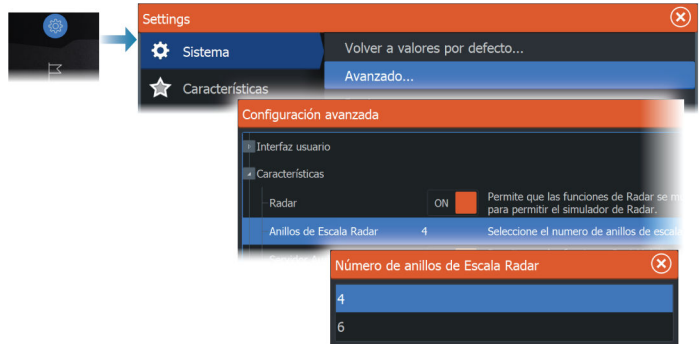 Settings
Sistema
Volver a valores por defecto...
Avanzado...
Características
Configuración avanzada
Interfaz usuario
Características
Radar
ON
Permite que las funciones de Radar se
para permitir el simulador de Radar.
Anillos de Escala Radar
4
Seleccione el numero de anillos de escala
Número de anillos de Escala Radar
4
6